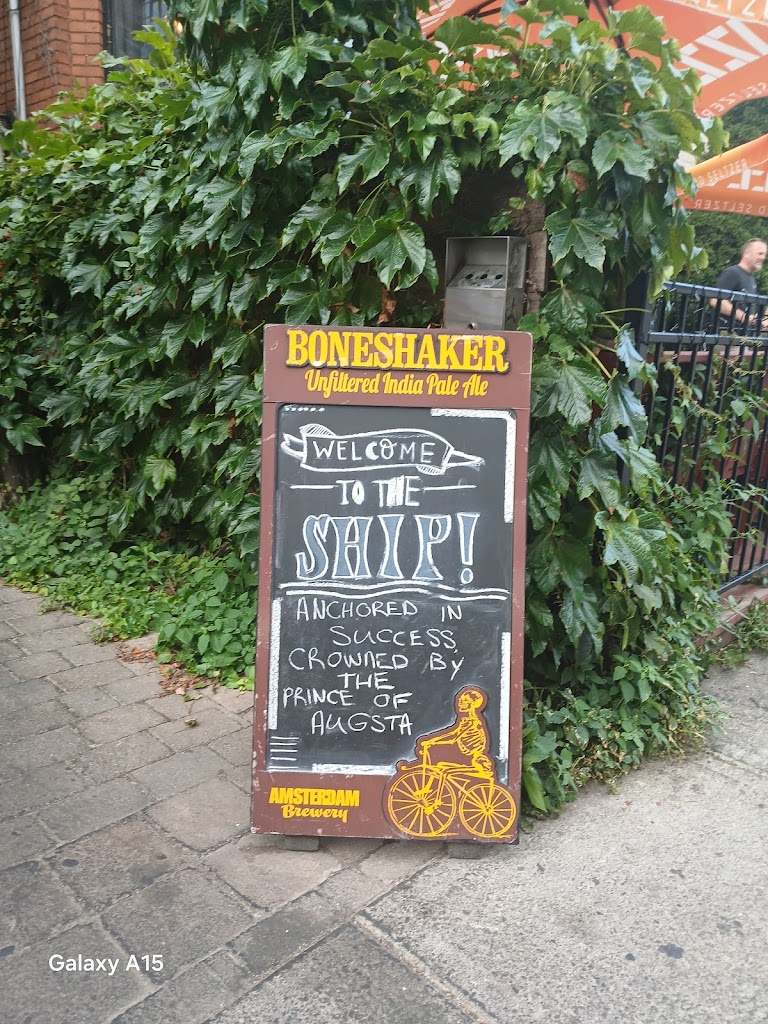 SELTZER
BONESHAKER
Unfiltered India Pale Ale
WELCOME
TO THE
SHIP!
ANCHORED IN
SUCCESS,
CROWNED BY
THE
PRINCE OF
AUGSTA
AMSTERDAM
Brewery
Galaxy A15